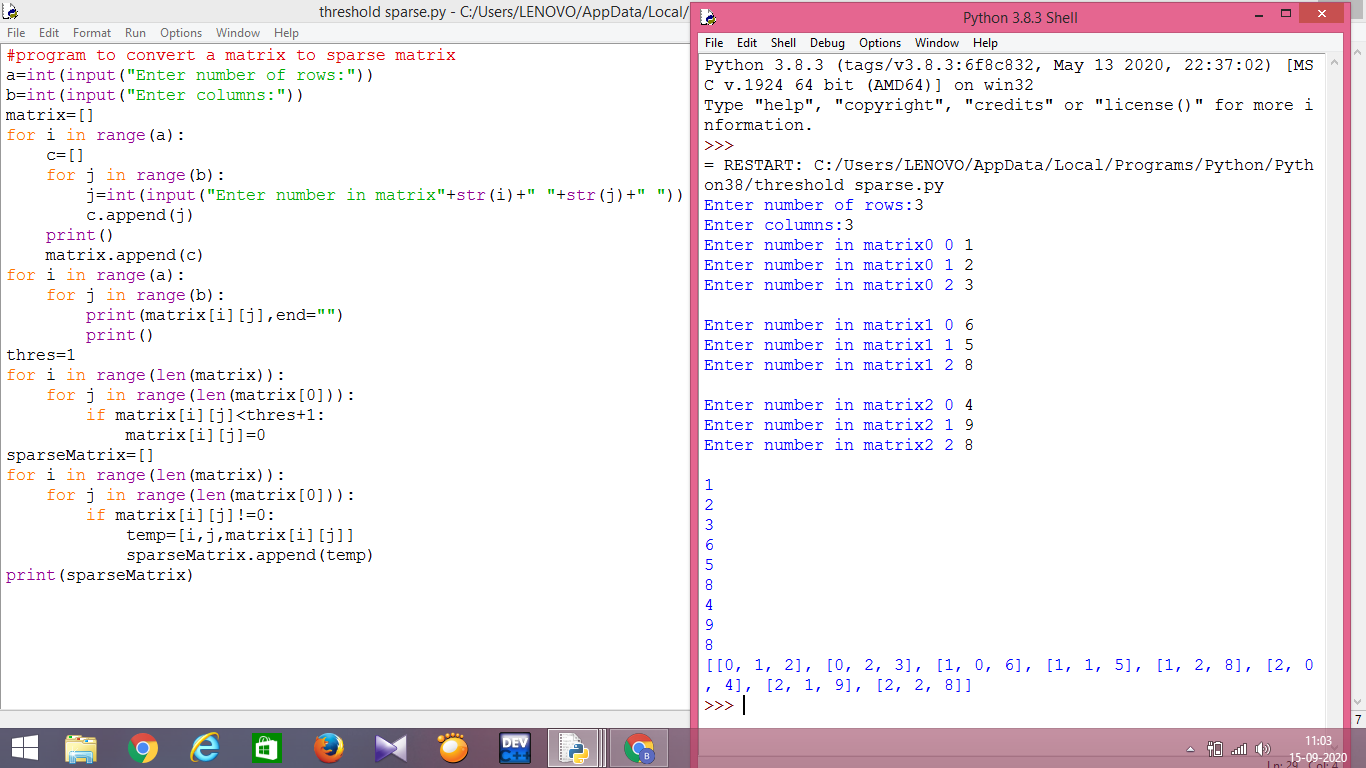 threshold sparse.py - C:/Users/LENOVO/AppData/Local/
File Edit Format Run Options Window Help
#program to convert a matrix to sparse matrix
a=int(input("Enter number of rows:"))
b=int(input("Enter columns:"))
matrix=[]
for i in range(a):
    c=[]
    for j in range(b):
        j=int(input("Enter number in matrix"+str(i)+" "+str(j)+" "))
        c.append(j)
    print()
    matrix.append(c)
for i in range(a):
    for j in range(b):
        print(matrix[i][j],end="")
        print()
thres=1
for i in range(len(matrix)):
    for j in range(len(matrix[0])):
        if matrix[i][j]<thres+1:
            matrix[i][j]=0
sparseMatrix=[]
for i in range(len(matrix)):
    for j in range(len(matrix[0])):
        if matrix[i][j]!=0:
            temp=[i,j,matrix[i][j]]
            sparseMatrix.append(temp)
print(sparseMatrix)
Python 3.8.3 Shell
File Edit Shell Debug Options Window Help
Python 3.8.3 (tags/v3.8.3:6f8c832, May 13 2020, 22:37:02) [MS
C v.1924 64 bit (AMD64)] on win32
Type "help", "copyright", "credits" or "license()" for more i
nformation.
>>>
= RESTART: C:/Users/LENOVO/AppData/Local/Programs/Python/Pyth
on38/threshold sparse.py
Enter number of rows:3
Enter columns:3
Enter number in matrix0 0 1
Enter number in matrix0 1 2
Enter number in matrix0 2 3
Enter number in matrix1 0 6
Enter number in matrix1 1 5
Enter number in matrix1 2 8
Enter number in matrix2 0 4
Enter number in matrix2 1 9
Enter number in matrix2 2 8
1
2
3
6
5
8
4
9
8
[[0, 1, 2], [0, 2, 3], [1, 0, 6], [1, 1, 5], [1, 2, 8], [2, 0
, 4], [2, 1, 9], [2, 2, 8]]
>>>
7
DEV
C++
B
11:03
15-09-2020